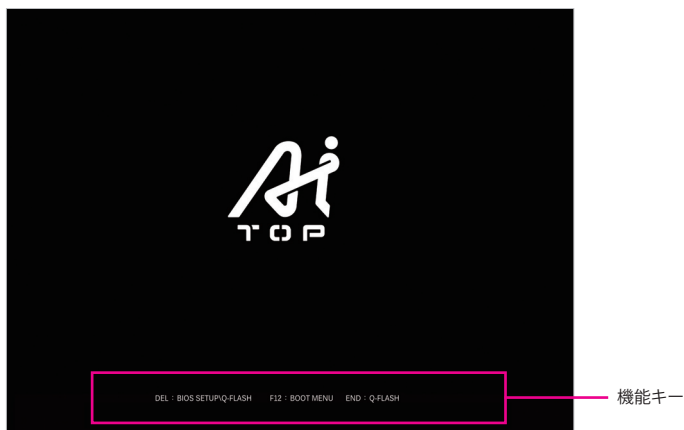 Ai
TOP
DEL : BIOS SETUP\Q-FLASH F12 : BOOT MENU END : Q-FLASH
機能キー